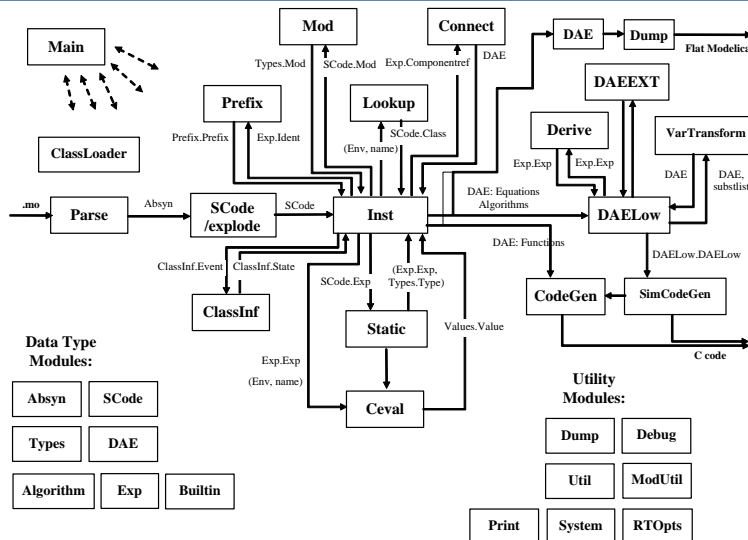 Main
Mod
Connect
DAE
Dump
Flat Modelica
Types.Mod
SCode.Mod
Exp.Componentref
DAE
Prefix
Lookup
DAEEXT
Derive
VarTransform
Prefix.Prefix
Exp.Ident
(Env, name)
SCode.Class
ClassLoader
Exp.Exp
Exp.Exp
DAE
DAE,
substlist
.mo
Parse
Absyn
SCode
/explode
SCode
Inst
DAE: Equations
Algorithms
DAELow
DAE: Functions
DAELow.DAELow
ClassInf.Event
ClassInf.State
SCode.Exp
(Exp.Exp,
Types.Type)
ClassInf
CodeGen
SimCodeGen
Static
Values.Value
C code
Data Type
Modules:
Exp.Exp
(Env, name)
Ceval
Utility
Modules:
Absyn
SCode
Types
DAE
Algorithm
Exp
Builtin
Dump
Debug
Util
ModUtil
Print
System
RTOpts